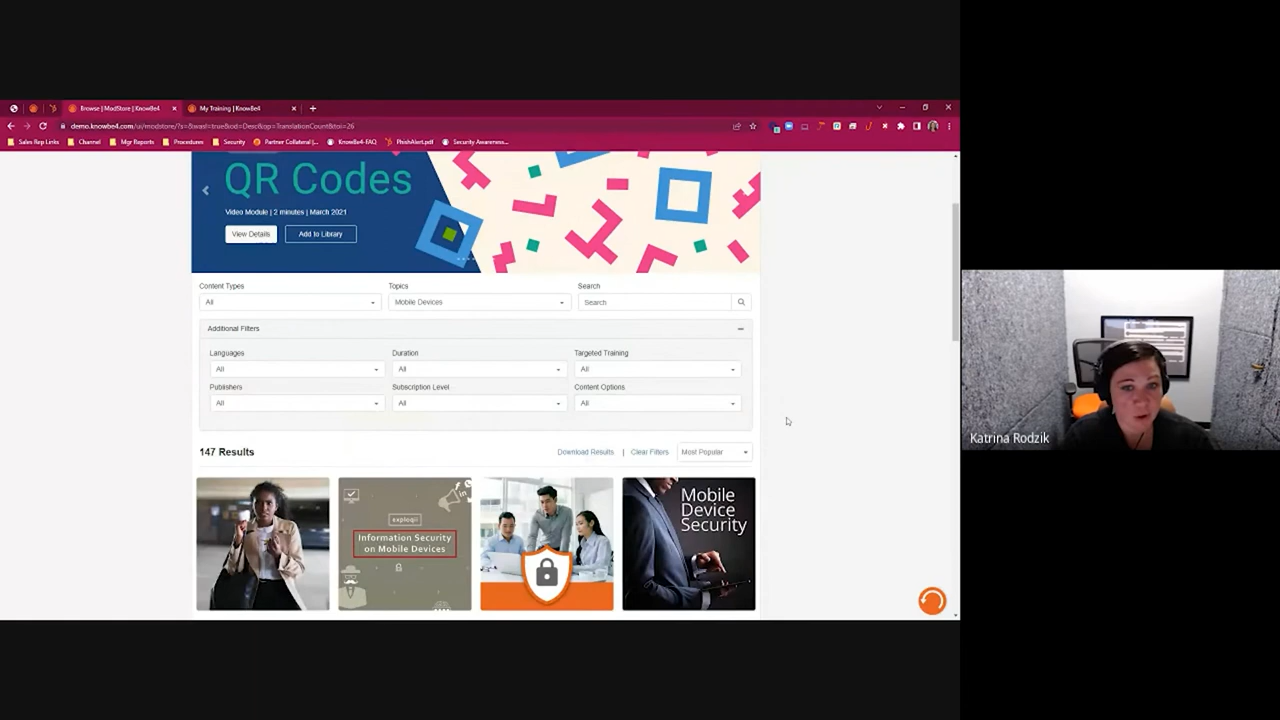 Browse | ModStore | KnowBe4
My Training | KnowBe4
demo.knowbe4.com/ui/modstore/?s=&wasl=true&oid=Desc&op=TranslationCount&toi=26
Sales Rep Links
Channel
Mgr Reports
Procedures
Security
Partner Collateral |...
KnowBe4-FAQ
PhishAlert.pdf
Security Awareness...
QR Codes
Video Module | 2 minutes | March 2021
View Details
Add to Library
Content Types
Topics
Search
All
Mobile Devices
Search
Additional Filters
Languages
Duration
Targeted Training
All
All
All
Publishers
Subscription Level
Content Options
All
All
All
147 Results
Download Results | Clear Filters
Most Popular
exploqii
Information Security
on Mobile Devices
Mobile
Device
Security
Katrina Rodzik